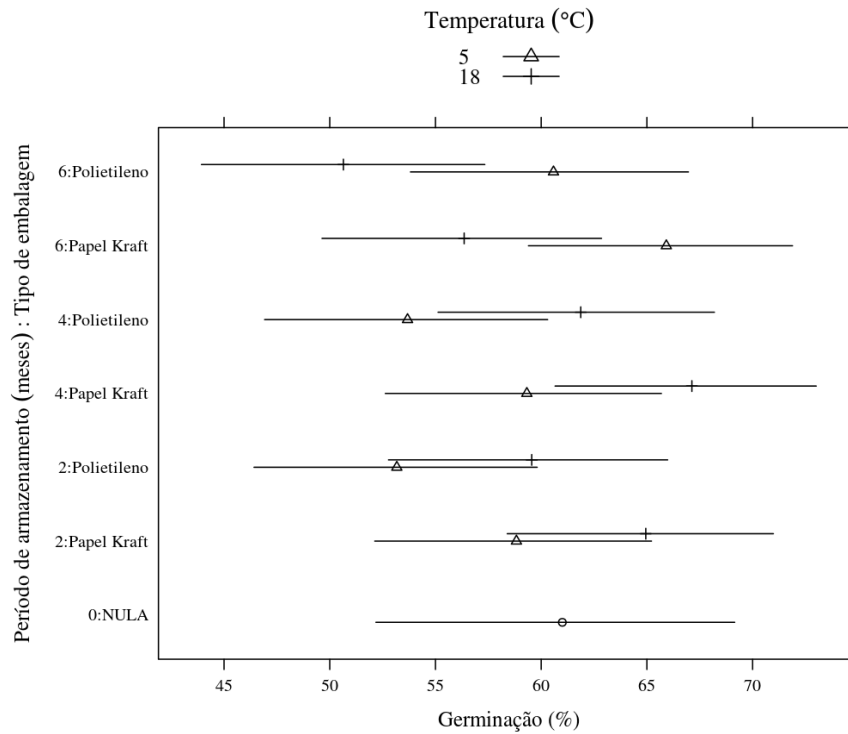 Temperatura (°C)
5
18
6:Polietileno
6:Papel Kraft
4:Polietileno
4:Papel Kraft
2:Polietileno
2:Papel Kraft
0:NULA
Período de armazenamento (meses) : Tipo de embalagem
45 50 55 60 65 70
Germinação (%)